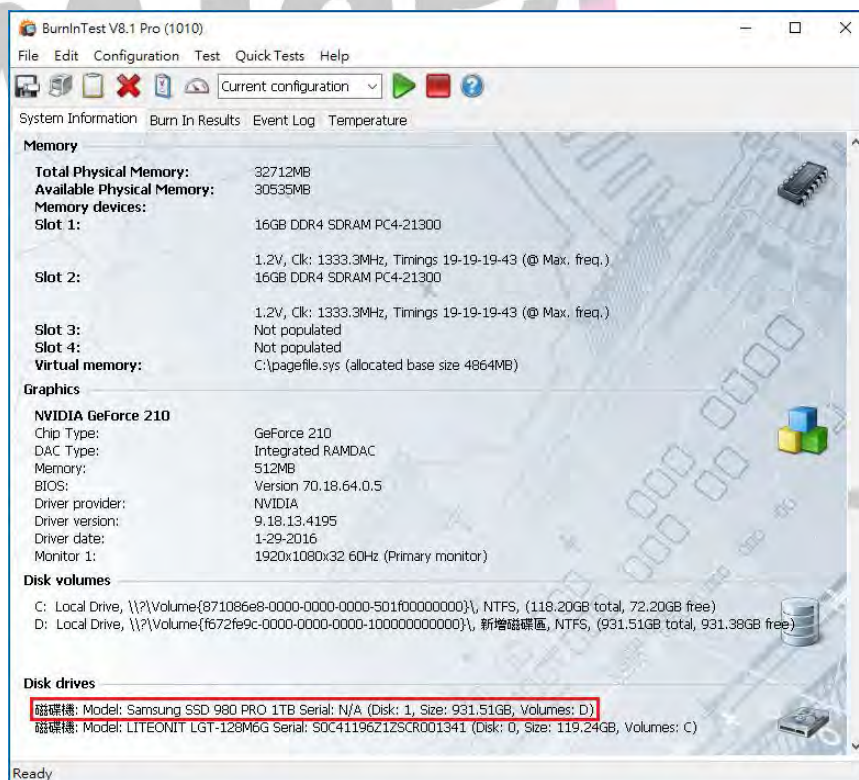 BurnInTest V8.1 Pro (1010)
File Edit Configuration Test Quick Tests Help
Current configuration
System Information Burn In Results Event Log Temperature
Memory
Total Physical Memory: 32712MB
Available Physical Memory: 30535MB
Memory devices:
Slot 1: 16GB DDR4 SDRAM PC4-21300
1.2V, Clk: 1333.3MHz, Timings 19-19-19-43 (@ Max. freq.)
Slot 2: 16GB DDR4 SDRAM PC4-21300
1.2V, Clk: 1333.3MHz, Timings 19-19-19-43 (@ Max. freq.)
Slot 3: Not populated
Slot 4: Not populated
Virtual memory: C:\pagefile.sys (allocated base size 4864MB)
Graphics
NVIDIA GeForce 210
Chip Type: GeForce 210
DAC Type: Integrated RAMDAC
Memory: 512MB
BIOS: Version 70.18.64.0.5
Driver provider: NVIDIA
Driver version: 9.18.13.4195
Driver date: 1-29-2016
Monitor 1: 1920x1080x32 60Hz (Primary monitor)
Disk volumes
C: Local Drive, \\?\Volume{871086e8-0000-0000-0000-501f00000000}\, NTFS, (118.20GB total, 72.20GB free)
D: Local Drive, \\?\Volume{f672fe9c-0000-0000-0000-100000000000}\, 新增磁碟區, NTFS, (931.51GB total, 931.38GB free)
Disk drives
磁碟機: Model: Samsung SSD 980 PRO 1TB Serial: N/A (Disk: 1, Size: 931.51GB, Volumes: D)
磁碟機: Model: LITEONIT LGT-128M6G Serial: S0C41196Z1ZSCR001341 (Disk: 0, Size: 119.24GB, Volumes: C)
Ready